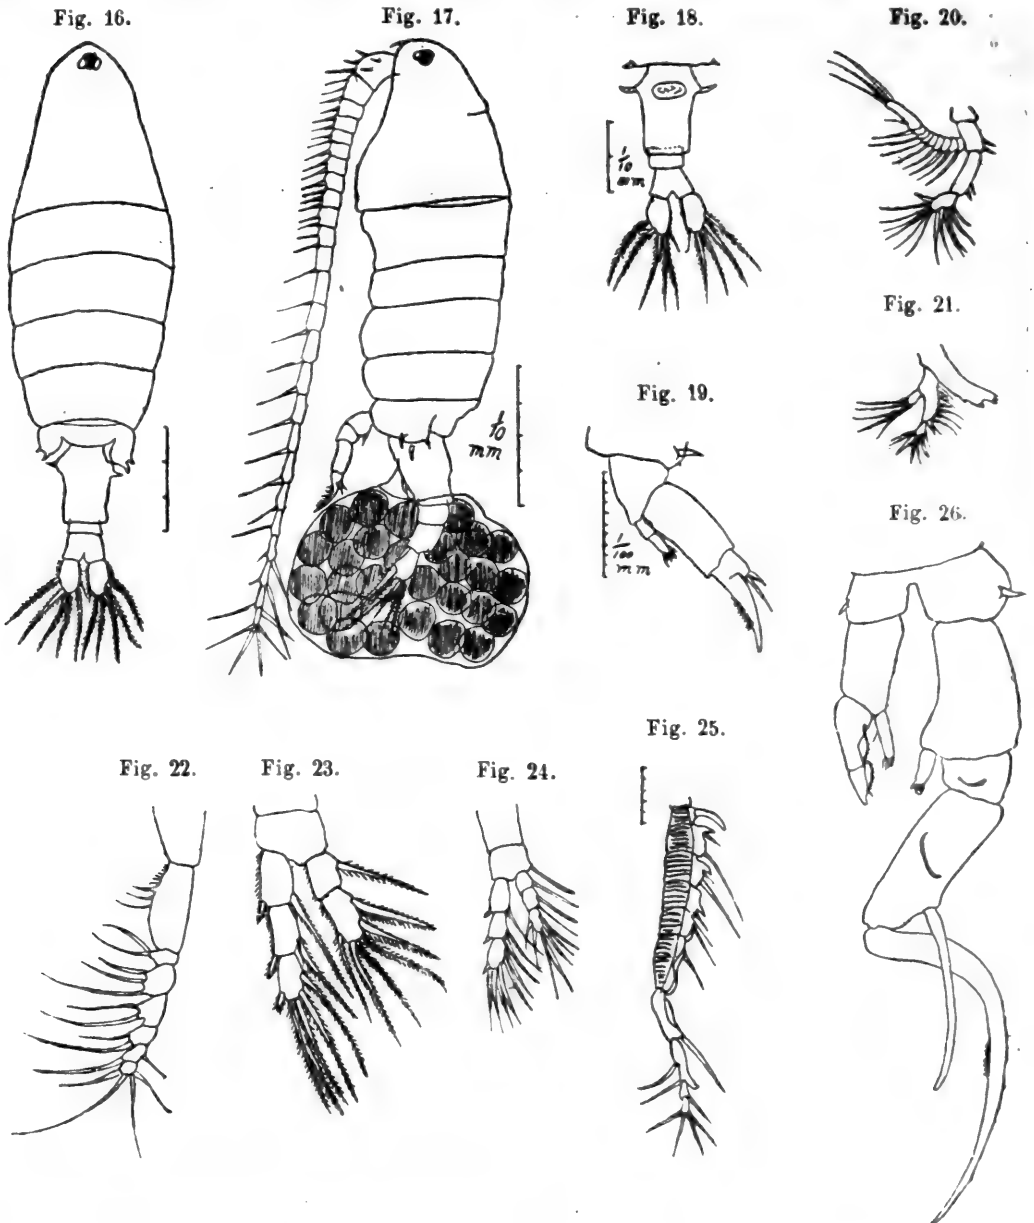 Fig. 16.
Fig. 17.
Fig. 18.
Fig. 20.
1/10 mm
Fig. 21.
Fig. 19.
1/10 mm
1/100 mm
Fig. 26.
Fig. 25.
Fig. 22.
Fig. 23.
Fig. 24.